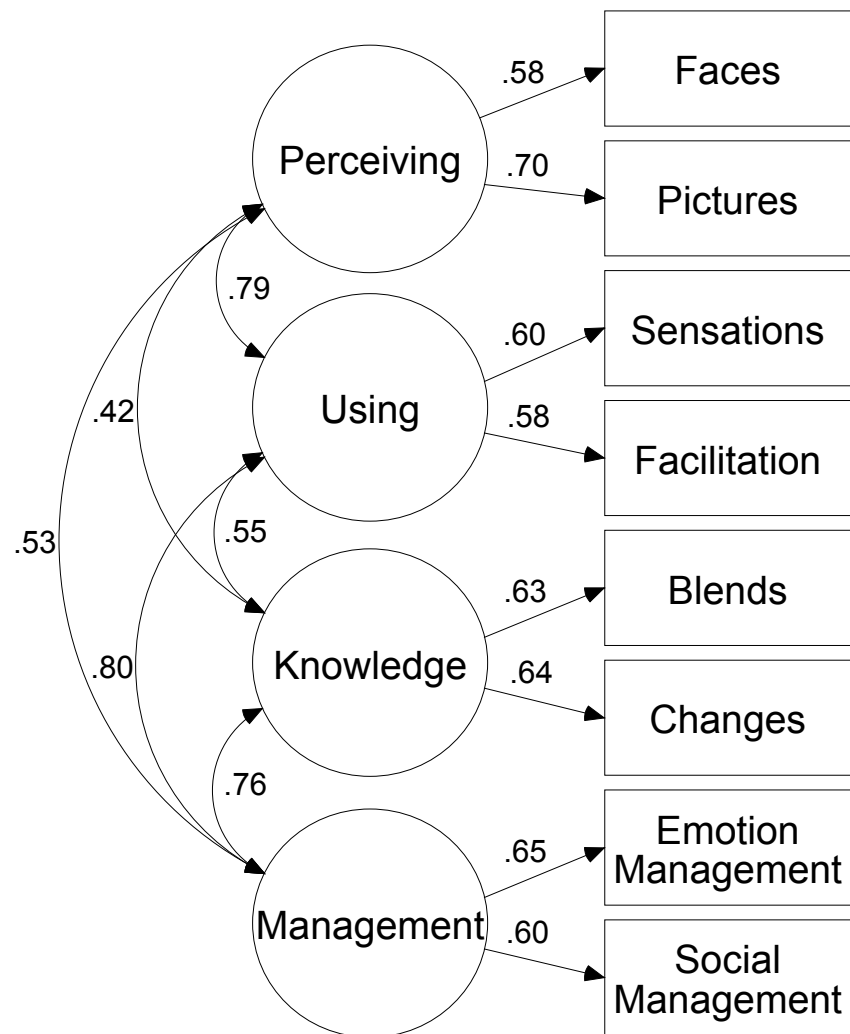 .58
Faces
Perceiving
.70
Pictures
.79
.60
Sensations
.42
Using
.58
Facilitation
.53
.55
.63
Blends
.80
Knowledge
.64
Changes
.76
.65
Emotion
Management
Management
.60
Social
Management